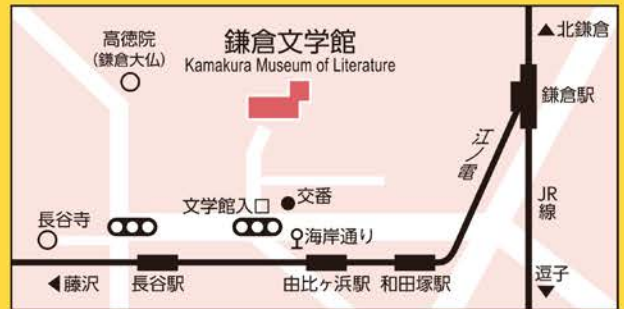 鎌倉文学館
Kamakura Museum of Literature
高徳院
(鎌倉大仏)
▲北鎌倉
鎌倉駅
江ノ電
JR線
文学館入口
交番
長谷寺
海岸通り
◀藤沢
長谷駅
由比ヶ浜駅
和田塚駅
逗子
▼